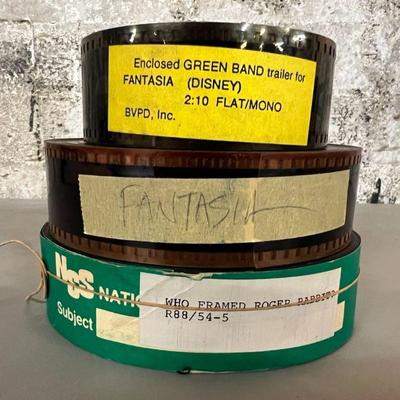 Enclosed GREEN BAND trailer for
FANTASIA (DISNEY)
2:10 FLAT/MONO
BVPD, Inc.
FANTASIA
NSS NATIO
WHO FRAMED ROGER RABBIT
R88/54-5
Subject